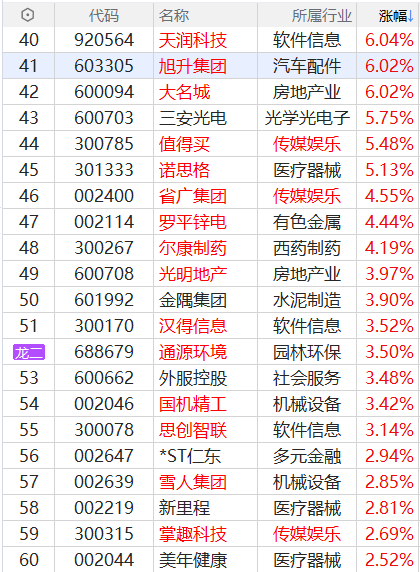 代码 名称 所属行业 涨幅↓
40 920564 天润科技 软件信息 6.04%
41 603305 旭升集团 汽车配件 6.02%
42 600094 大名城 房地产业 6.02%
43 600703 三安光电 光学光电子 5.75%
44 300785 值得买 传媒娱乐 5.48%
45 301333 诺思格 医疗器械 5.13%
46 002400 省广集团 传媒娱乐 4.55%
47 002114 罗平锌电 有色金属 4.44%
48 300267 尔康制药 西药制药 4.19%
49 600708 光明地产 房地产业 3.97%
50 601992 金隅集团 水泥制造 3.90%
51 300170 汉得信息 软件信息 3.52%
龙二 688679 通源环境 园林环保 3.50%
53 600662 外服控股 社会服务 3.48%
54 002046 国机精工 机械设备 3.42%
55 300078 思创智联 软件信息 3.14%
56 002647 *ST仁东 多元金融 2.94%
57 002639 雪人集团 机械设备 2.85%
58 002219 新里程 医疗器械 2.81%
59 300315 掌趣科技 传媒娱乐 2.69%
60 002044 美年健康 医疗器械 2.52%